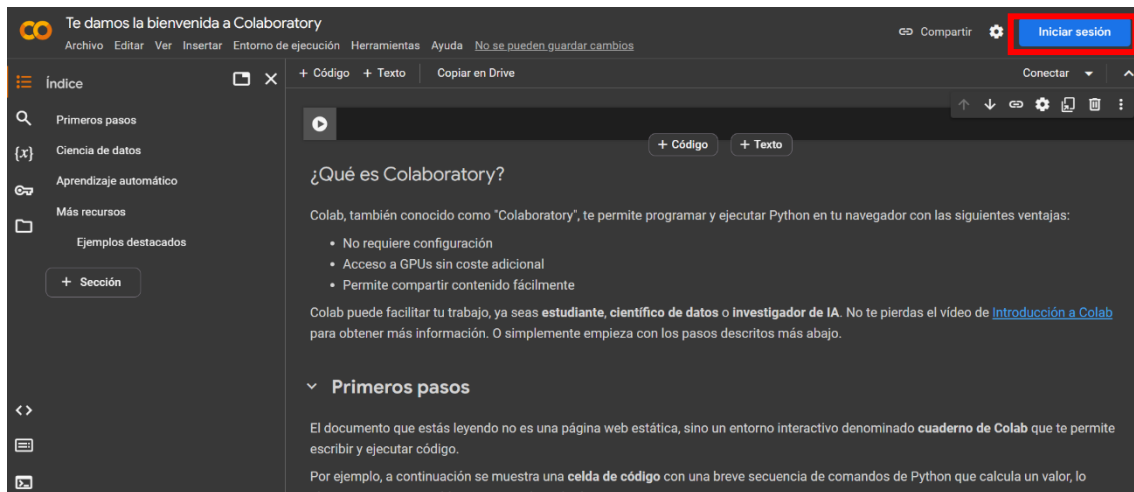 Te damos la bienvenida a Colaboratory
Archivo Editar Ver Insertar Entorno de ejecución Herramientas Ayuda No se pueden guardar cambios
Compartir
Iniciar sesión
Índice
+ Código + Texto Copiar en Drive
Conectar
Primeros pasos
Ciencia de datos
Aprendizaje automático
Más recursos
Ejemplos destacados
+ Sección
{x}
+ Código + Texto
¿Qué es Colaboratory?
Colab, también conocido como "Colaboratory", te permite programar y ejecutar Python en tu navegador con las siguientes ventajas:
• No requiere configuración
• Acceso a GPUs sin coste adicional
• Permite compartir contenido fácilmente
Colab puede facilitar tu trabajo, ya seas estudiante, científico de datos o investigador de IA. No te pierdas el vídeo de Introducción a Colab
para obtener más información. O simplemente empieza con los pasos descritos más abajo.
Primeros pasos
El documento que estás leyendo no es una página web estática, sino un entorno interactivo denominado cuaderno de Colab que te permite
escribir y ejecutar código.
Por ejemplo, a continuación se muestra una celda de código con una breve secuencia de comandos de Python que calcula un valor, lo